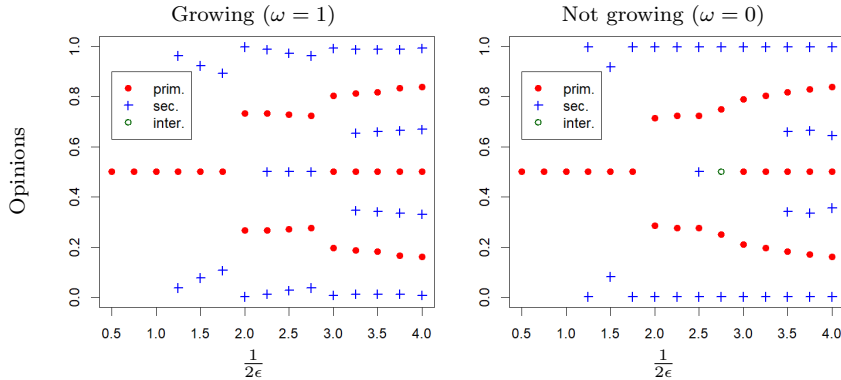 Growing (ω = 1)
Not growing (ω = 0)
Opinions
1.0
0.8
0.6
0.4
0.2
0.0
prim.
sec.
inter.
0.5 1.0 1.5 2.0 2.5 3.0 3.5 4.0
1
2ϵ
1.0
0.8
0.6
0.4
0.2
0.0
prim.
sec.
inter.
0.5 1.0 1.5 2.0 2.5 3.0 3.5 4.0
1
2ϵ